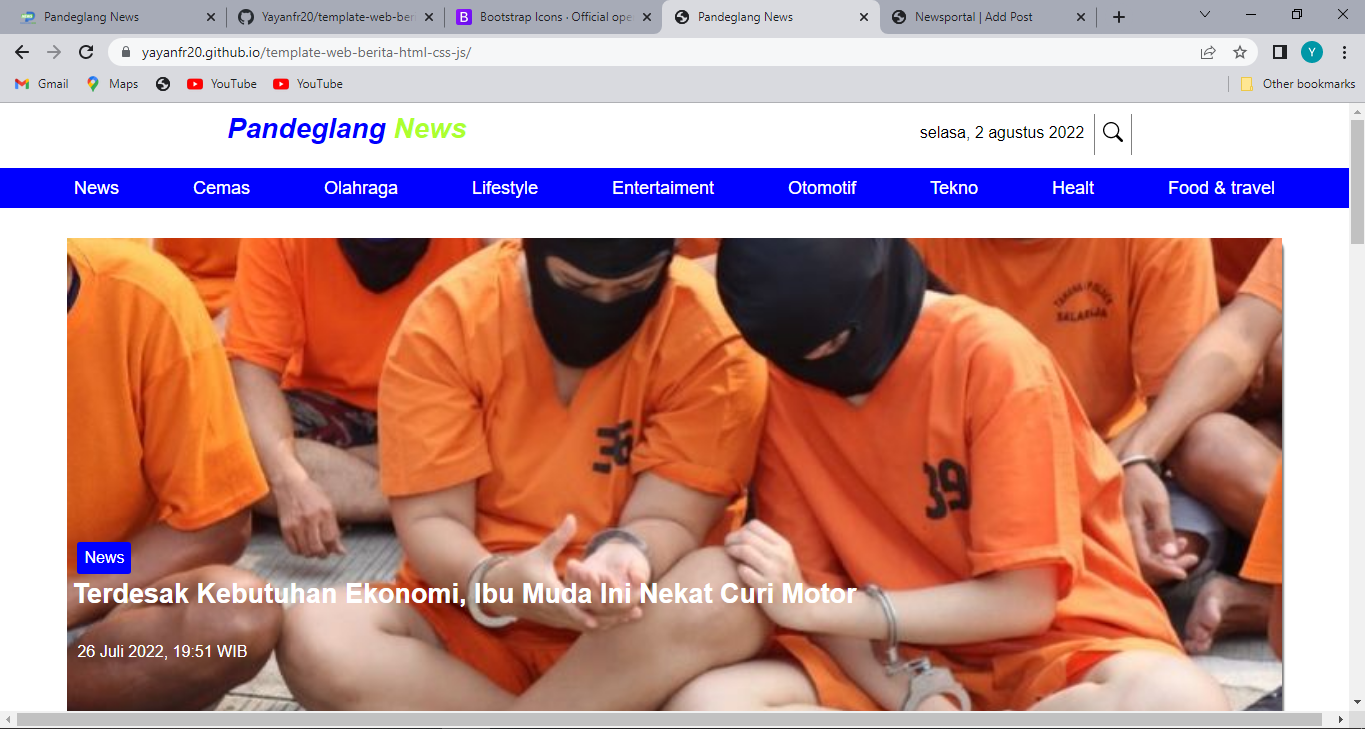 Pandeglang News
Yayanfr20/template-web-beri
Bootstrap Icons · Official ope
Pandeglang News
Newsportal | Add Post
yayanfr20.github.io/template-web-berita-html-css-js/
Y
Gmail
Maps
YouTube
YouTube
Other bookmarks
Pandeglang News
selasa, 2 agustus 2022
News Cemas Olahraga Lifestyle Entertaiment Otomotif Tekno Healt Food & travel
36
39
News
Terdesak Kebutuhan Ekonomi, Ibu Muda Ini Nekat Curi Motor
26 Juli 2022, 19:51 WIB